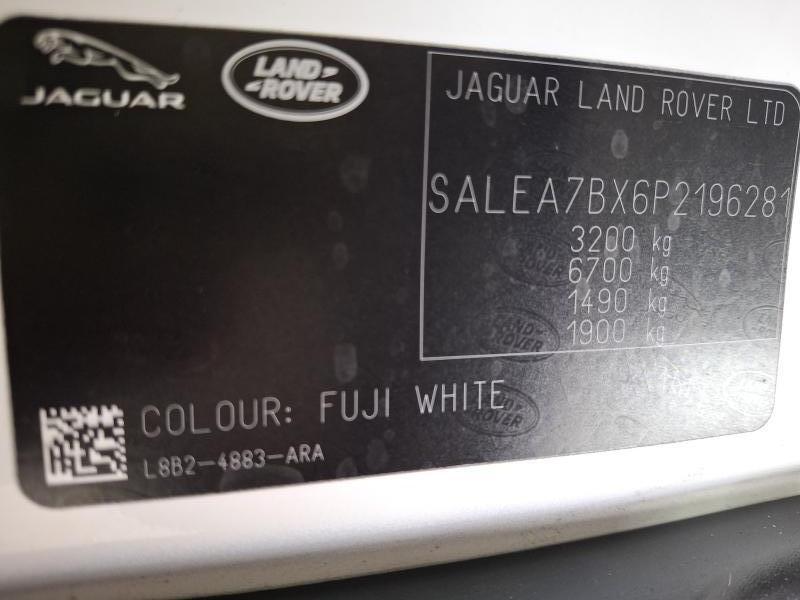 JAGUAR
LAND
ROVER
JAGUAR LAND ROVER LTD
SALEA7BX6P2196281
3200 kg
6700 kg
1490 kg
1900 kg
COLOUR: FUJI WHITE
L8B2-4883-ARA